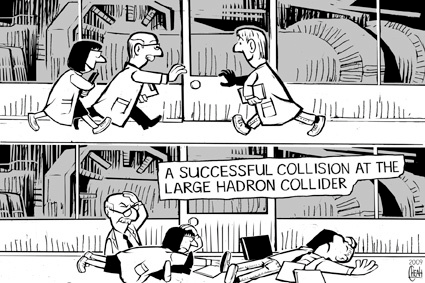 A SUCCESSFUL COLLISION AT THE
LARGE HADRON COLLIDER
2009